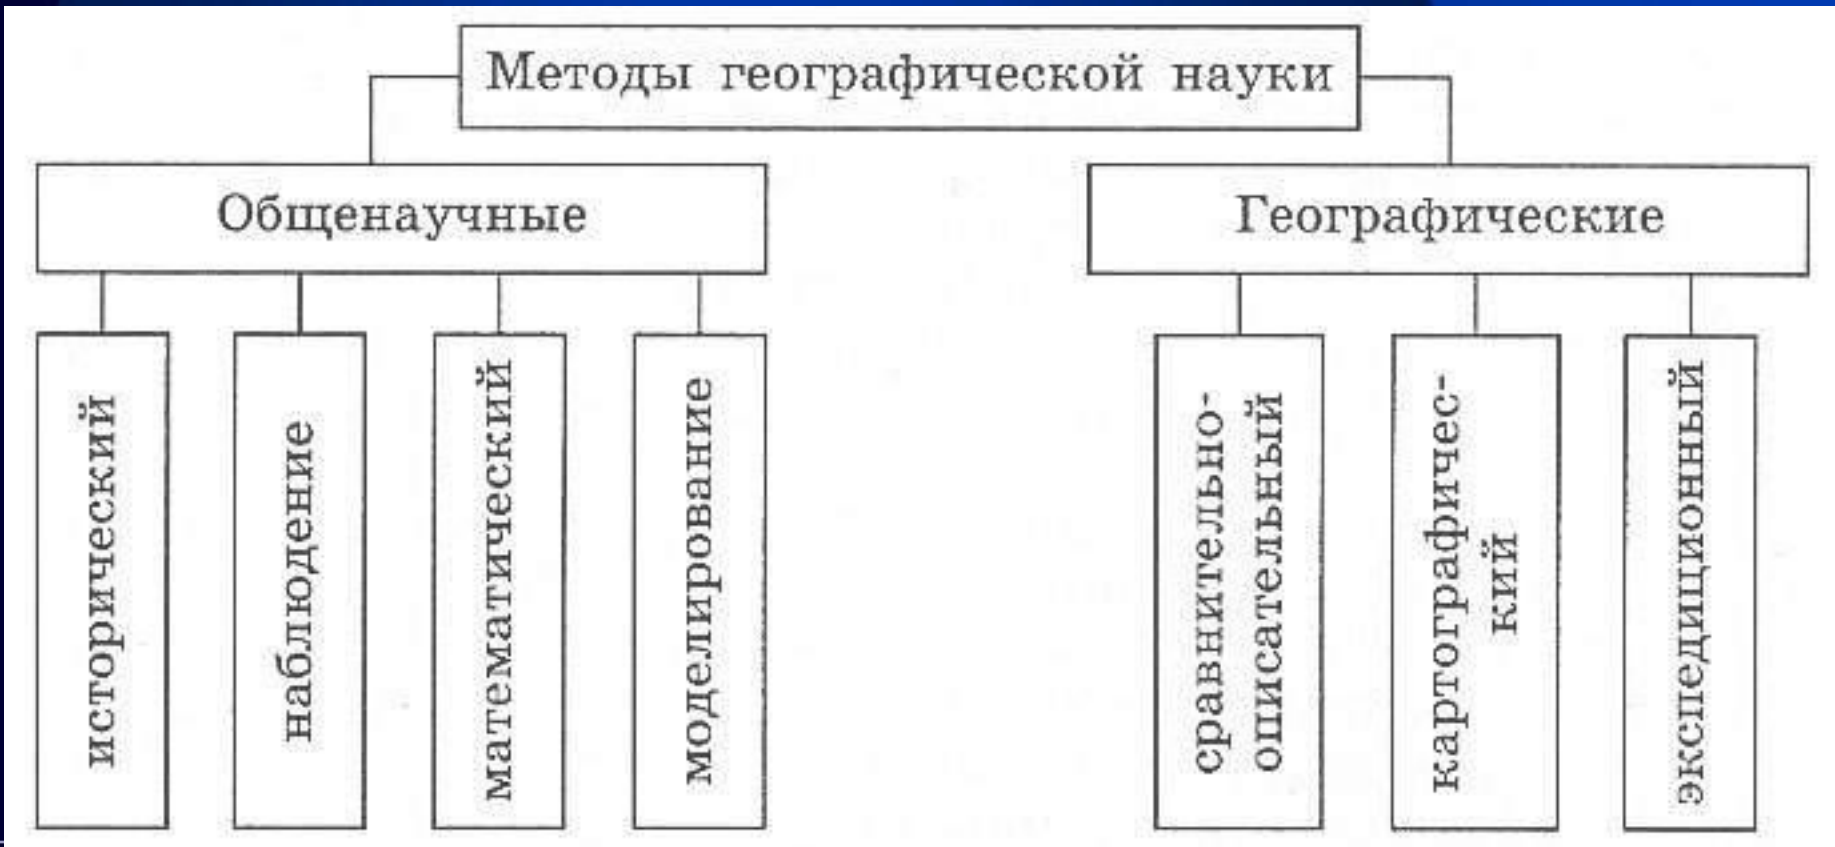 Методы географической науки
Общенаучные
Географические
исторический
наблюдение
математический
моделирование
сравнительно-
описательный
картографичес-
кий
экспедиционный